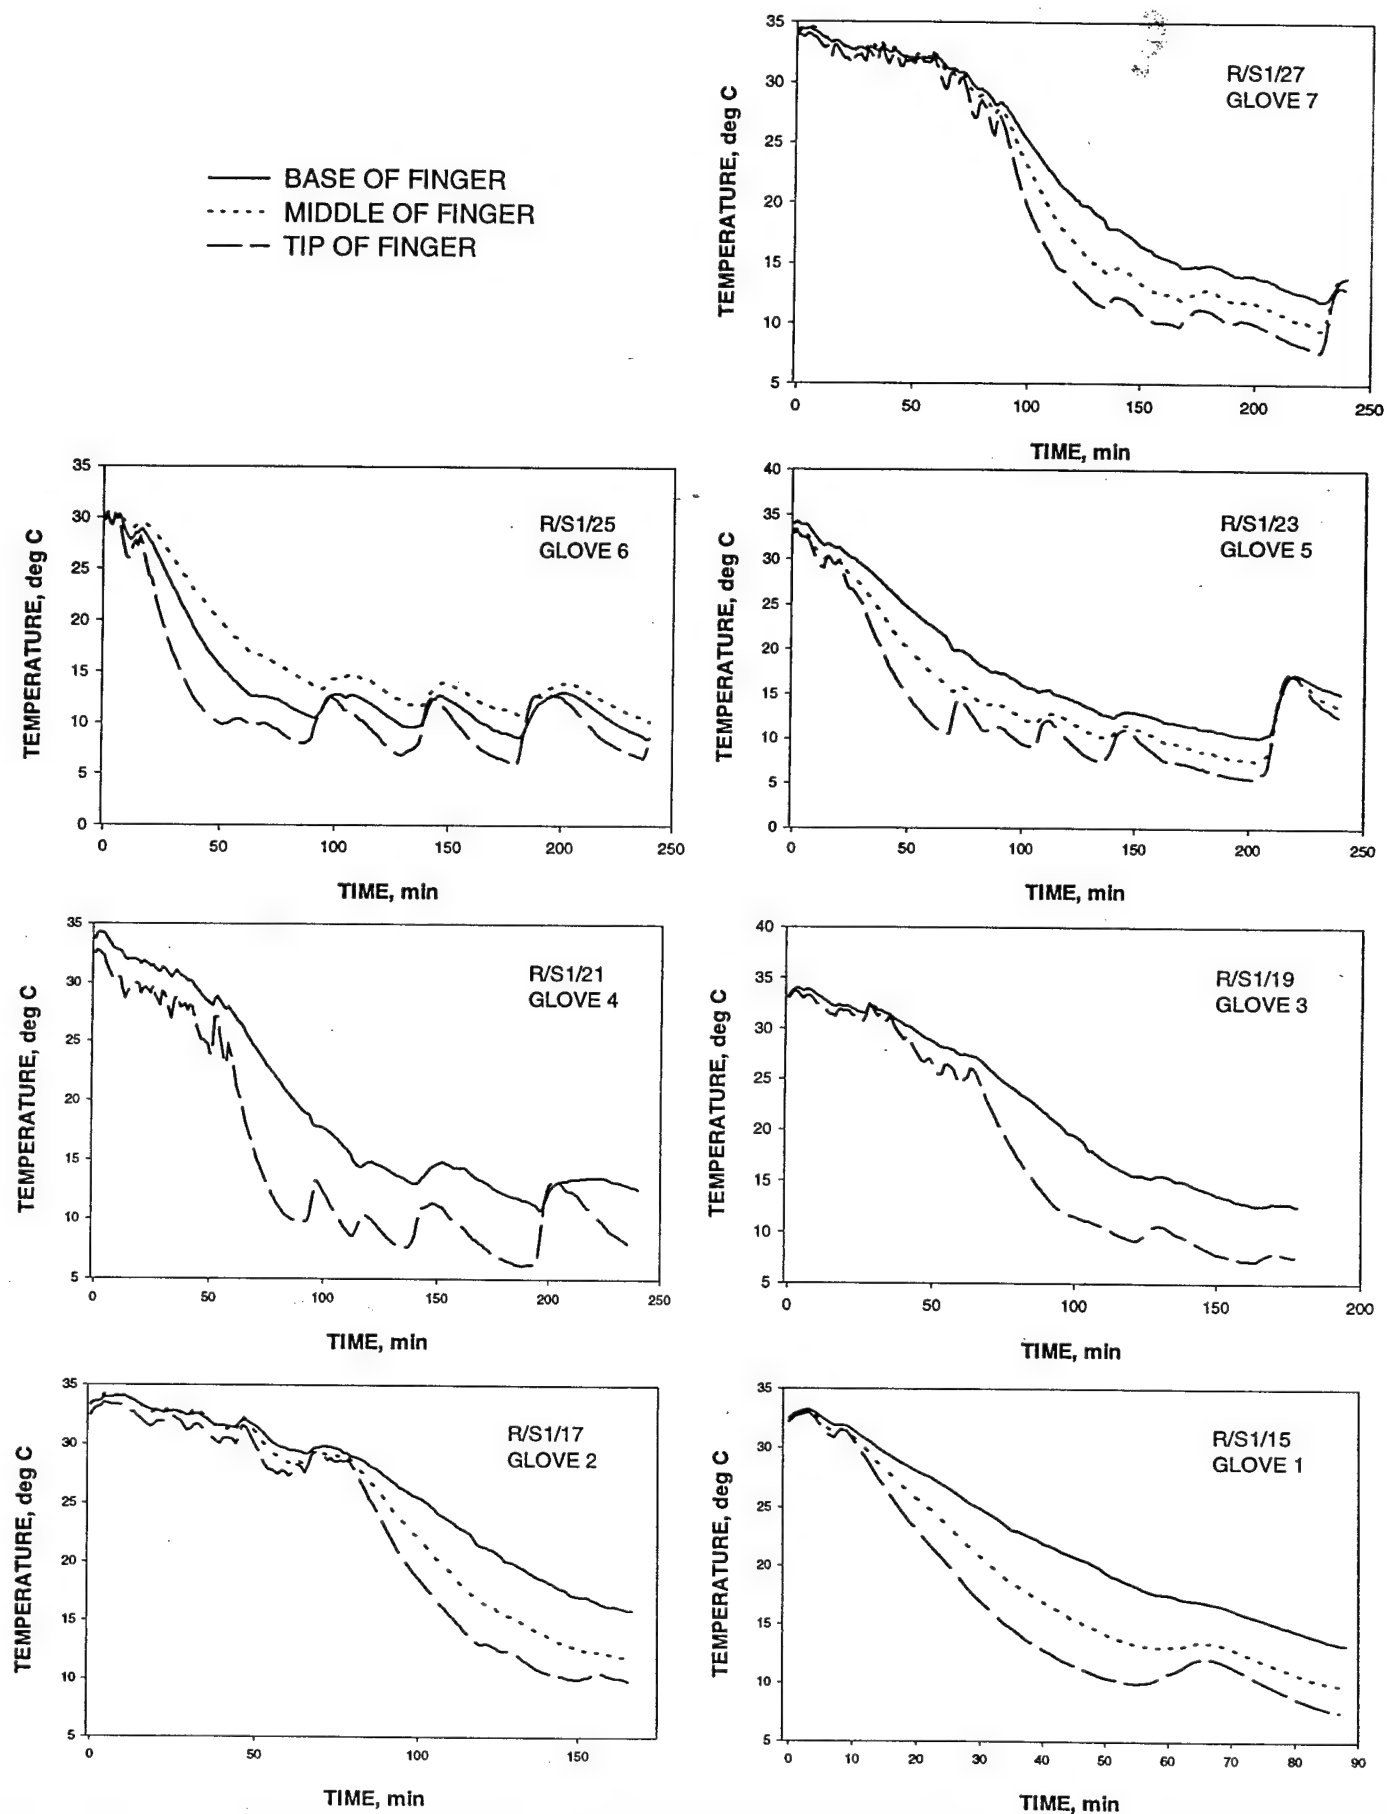 BASE OF FINGER
MIDDLE OF FINGER
TIP OF FINGER
TEMPERATURE, deg C
35
30
25
20
15
10
5
R/S1/27
GLOVE 7
0 50 100 150 200 250
TIME, min
TEMPERATURE, deg C
35
30
25
20
15
10
5
0
R/S1/25
GLOVE 6
0 50 100 150 200 250
TIME, min
TEMPERATURE, deg C
40
35
30
25
20
15
10
5
0
R/S1/23
GLOVE 5
0 50 100 150 200 250
TIME, min
TEMPERATURE, deg C
35
30
25
20
15
10
5
R/S1/21
GLOVE 4
0 50 100 150 200 250
TIME, min
TEMPERATURE, deg C
40
35
30
25
20
15
10
5
R/S1/19
GLOVE 3
0 50 100 150 200
TIME, min
TEMPERATURE, deg C
35
30
25
20
15
10
5
R/S1/17
GLOVE 2
0 50 100 150
TIME, min
TEMPERATURE, deg C
35
30
25
20
15
10
5
R/S1/15
GLOVE 1
0 10 20 30 40 50 60 70 80 90
TIME, min